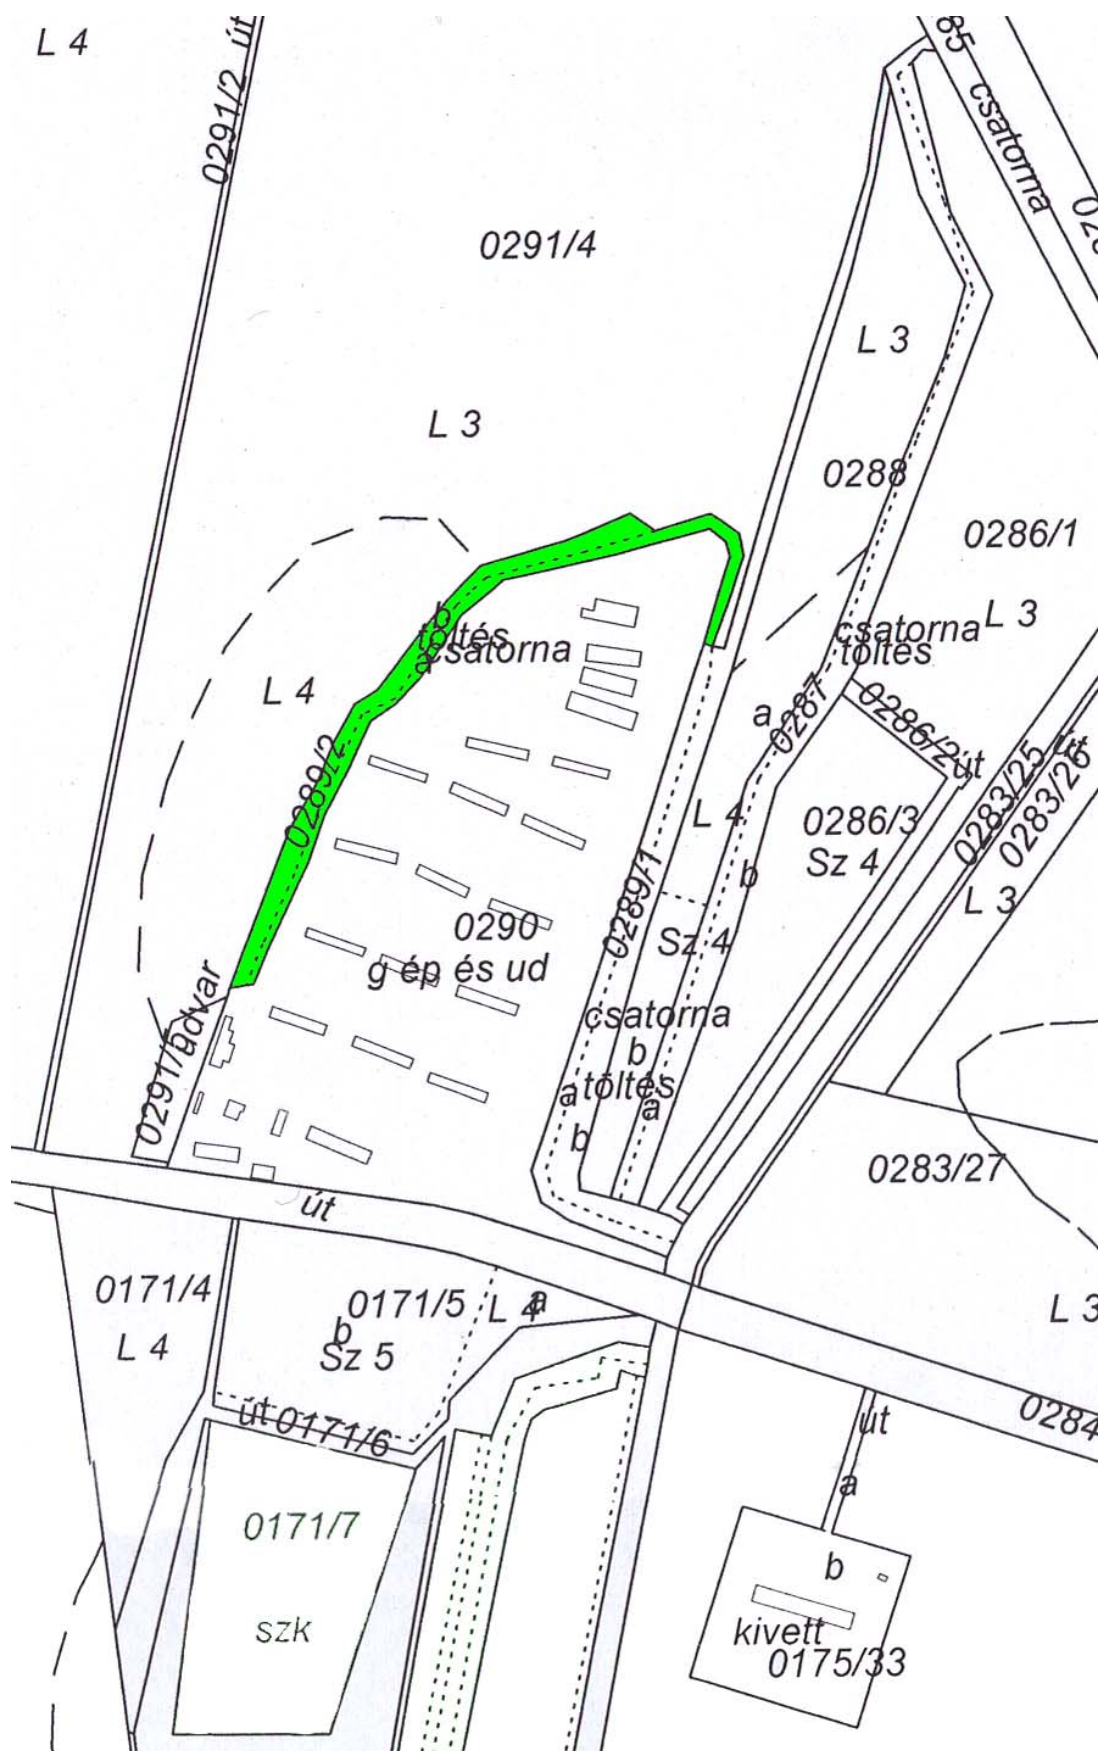 L 4
0291/2 út
85 csatorna
0291/4
L 3
L 3
0288
0286/1
L 3
csatorna
töltés
b
töltés
csatorna
a
L 4
0289/2
a
0287
0286/2
út
0283/25
út
0283/26
L 4
0286/3
Sz 4
b
L 3
0289/1
0290
g ép és ud
Sz 4
csatorna
b
töltés
a
a
b
0291/5
udvar
0283/27
út
0171/4
L 4
0171/5
L 4
a
b
Sz 5
L 3
út 0171/6
0284
út
a
0171/7
szk
b
kivett
0175/33